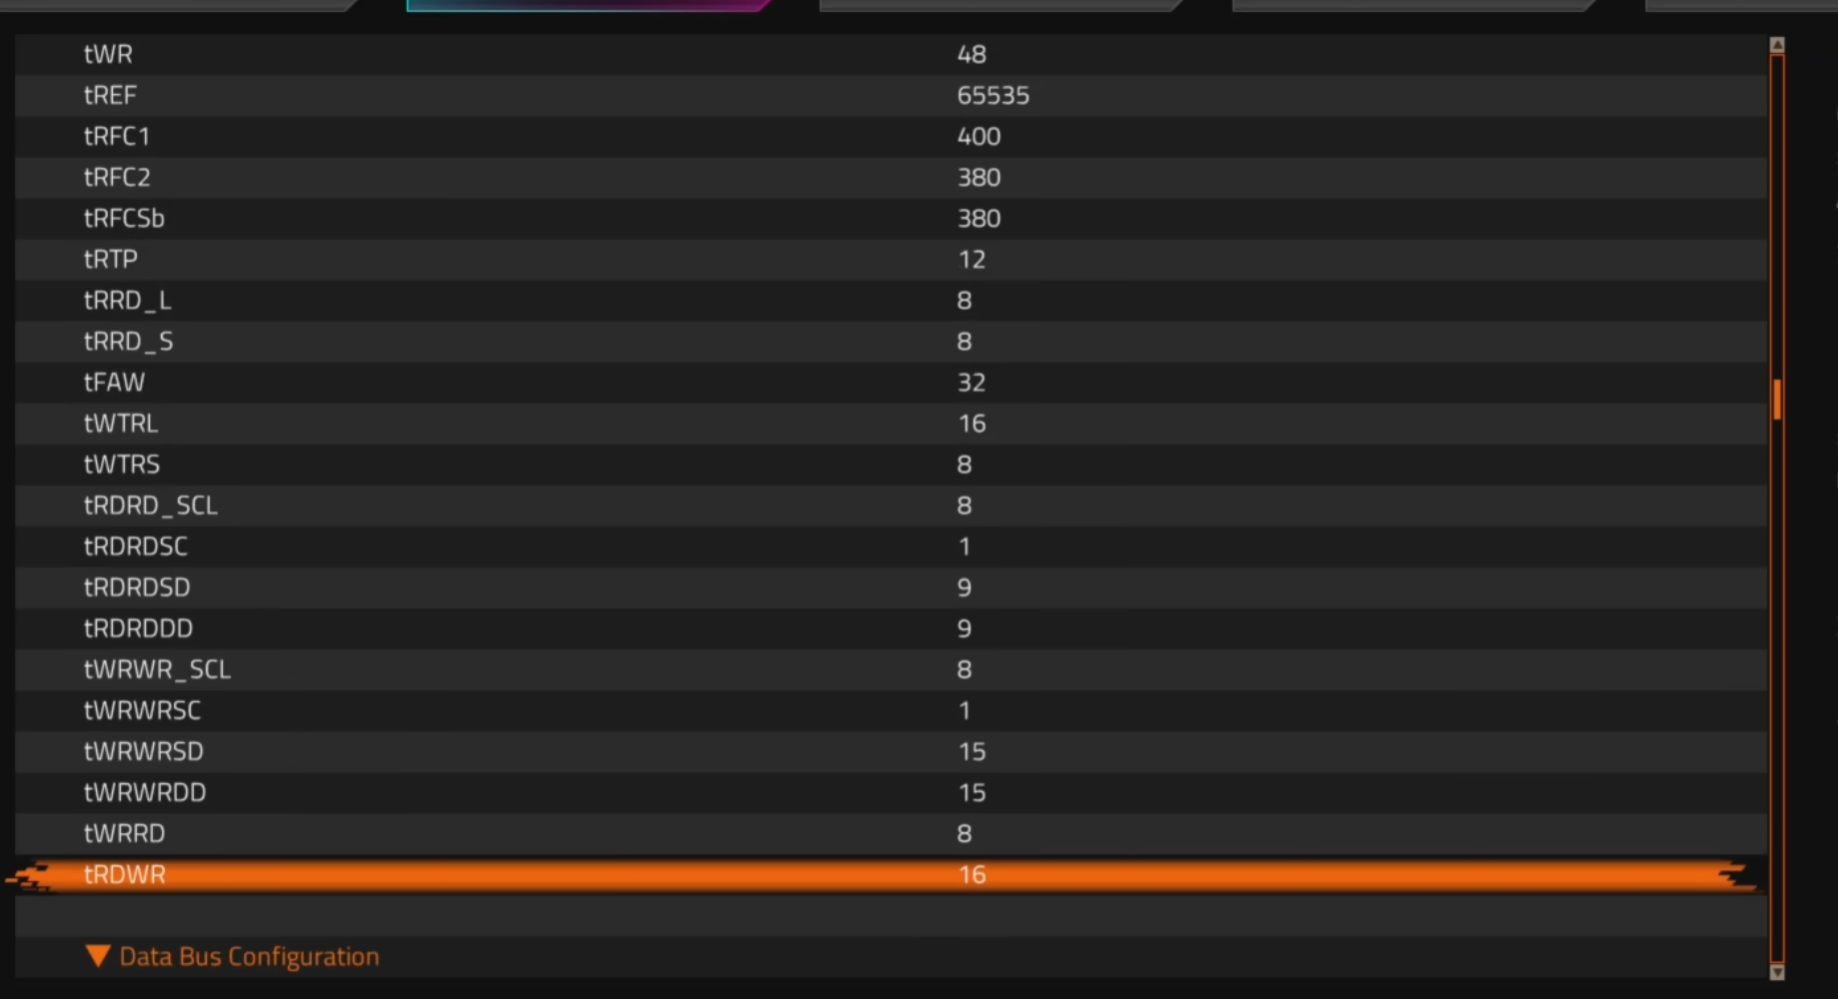 tWR 48
tREF 65535
tRFC1 400
tRFC2 380
tRFCSb 380
tRTP 12
tRRD_L 8
tRRD_S 8
tFAW 32
tWTRL 16
tWTRS 8
tRDRD_SCL 8
tRDRDSC 1
tRDRDSD 9
tRDRDDD 9
tWRWR_SCL 8
tWRWRSC 1
tWRWRSD 15
tWRWRDD 15
tWRRD 8
tRDWR 16
Data Bus Configuration